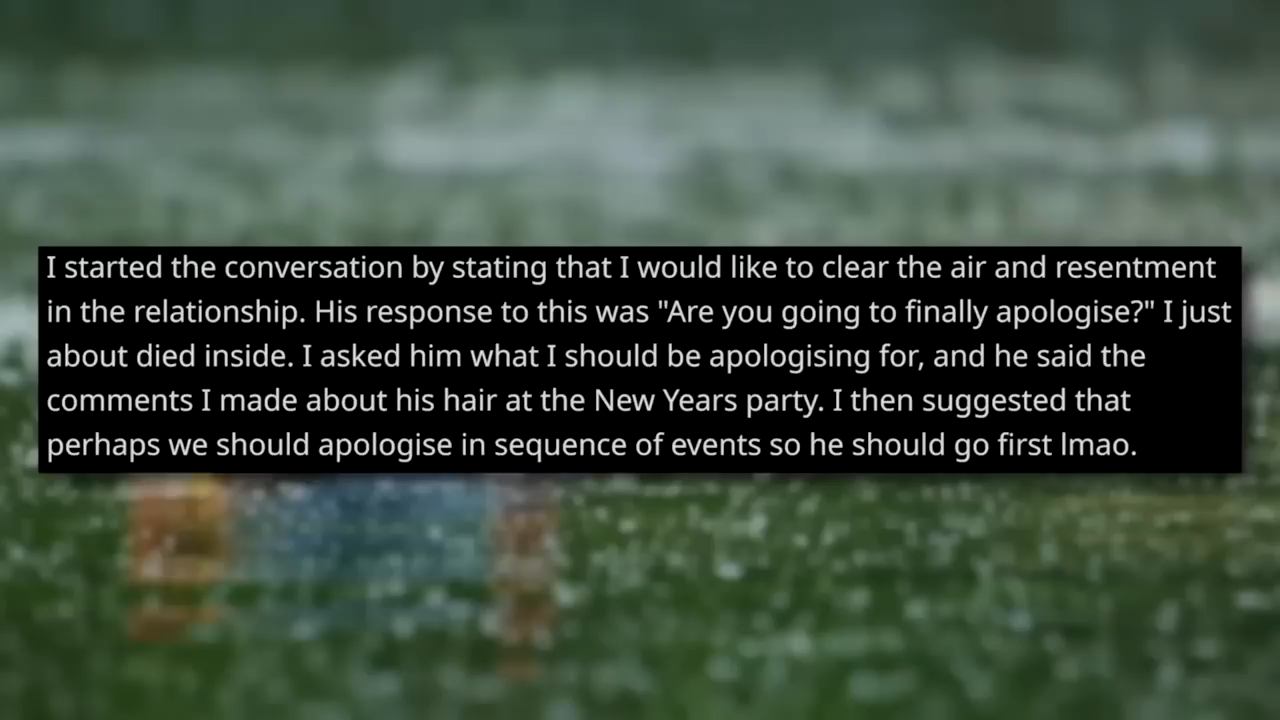 I started the conversation by stating that I would like to clear the air and resentment
in the relationship. His response to this was "Are you going to finally apologise?" I just
about died inside. I asked him what I should be apologising for, and he said the
comments I made about his hair at the New Years party. I then suggested that
perhaps we should apologise in sequence of events so he should go first lmao.